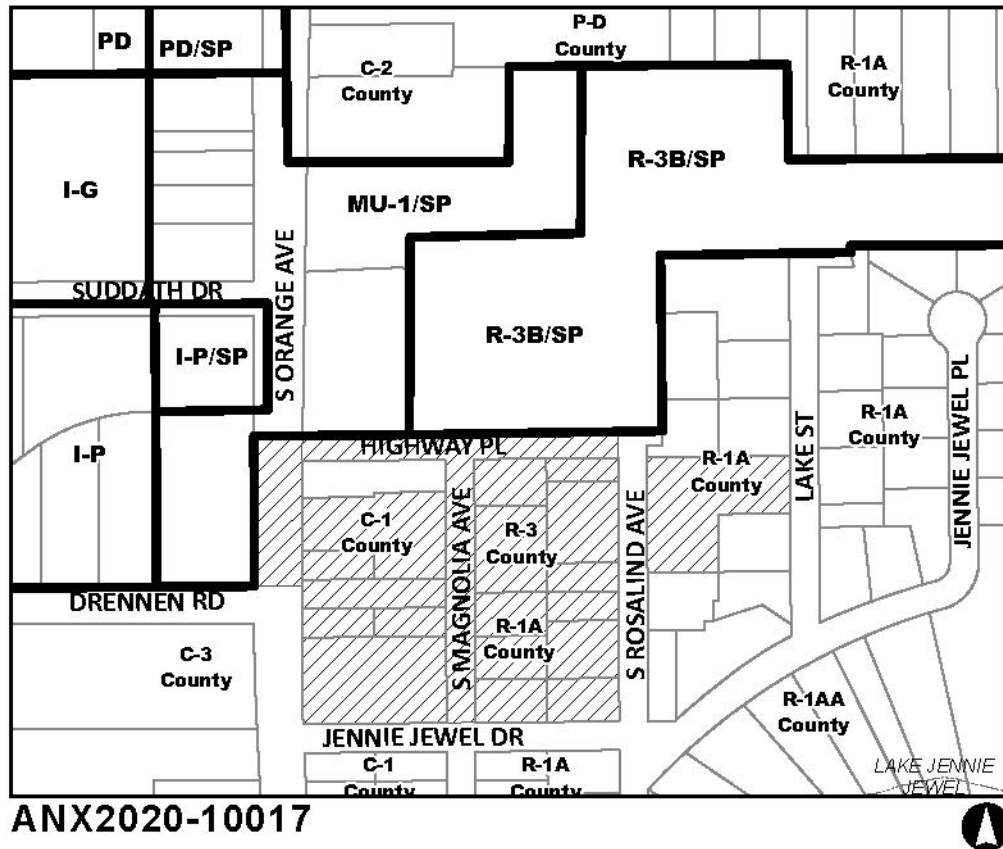 PD
PD/SP
P-D
County
C-2
County
R-1A
County
I-G
R-3B/SP
MU-1/SP
S ORANGE AVE
SUDDATH DR
I-P/SP
R-3B/SP
I-P
HIGHWAY PL
R-1A
County
LAKE ST
R-1A
County
JENNIE JEWEL PL
C-1
County
S MAGNOLIA AVE
R-3
County
S ROSALIND AVE
DRENNEN RD
R-1A
County
C-3
County
R-1AA
County
JENNIE JEWEL DR
C-1
County
R-1A
County
LAKE JENNIE
JEWEL
ANX2020-10017